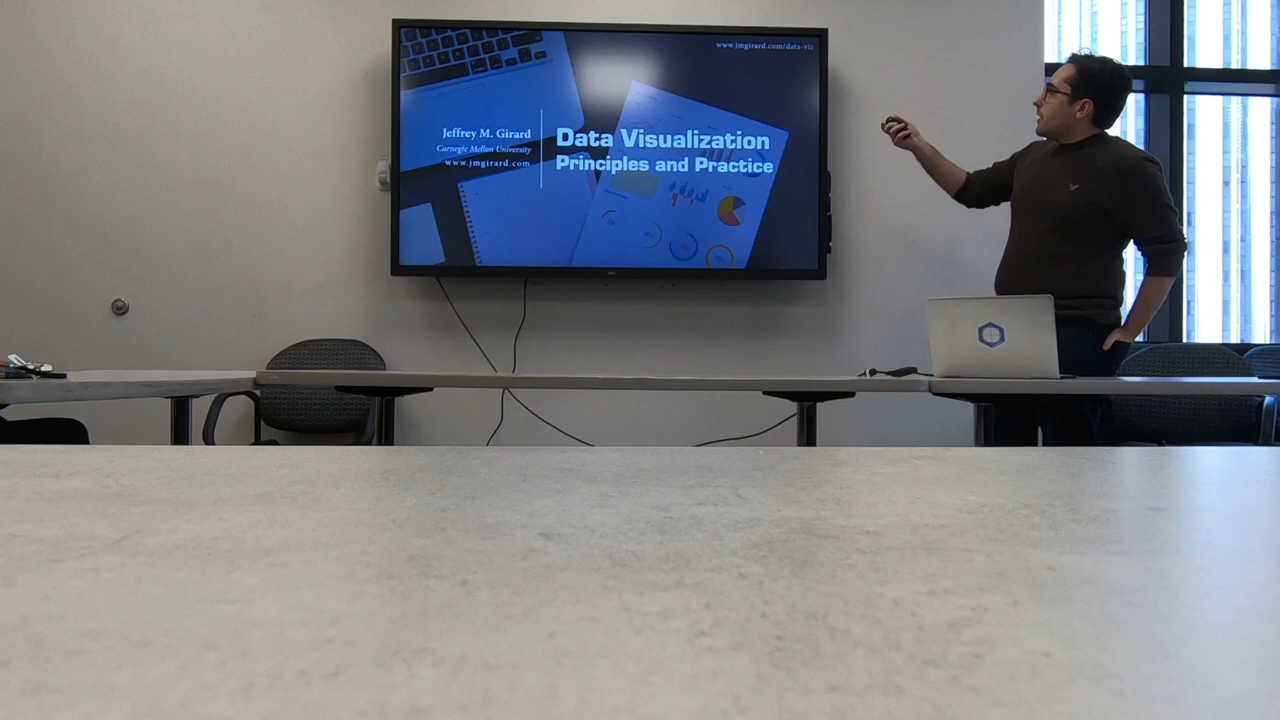 www.jmgirard.com/data-viz
Jeffrey M. Girard
Carnegie Mellon University
www.jmgirard.com
Data Visualization
Principles and Practice